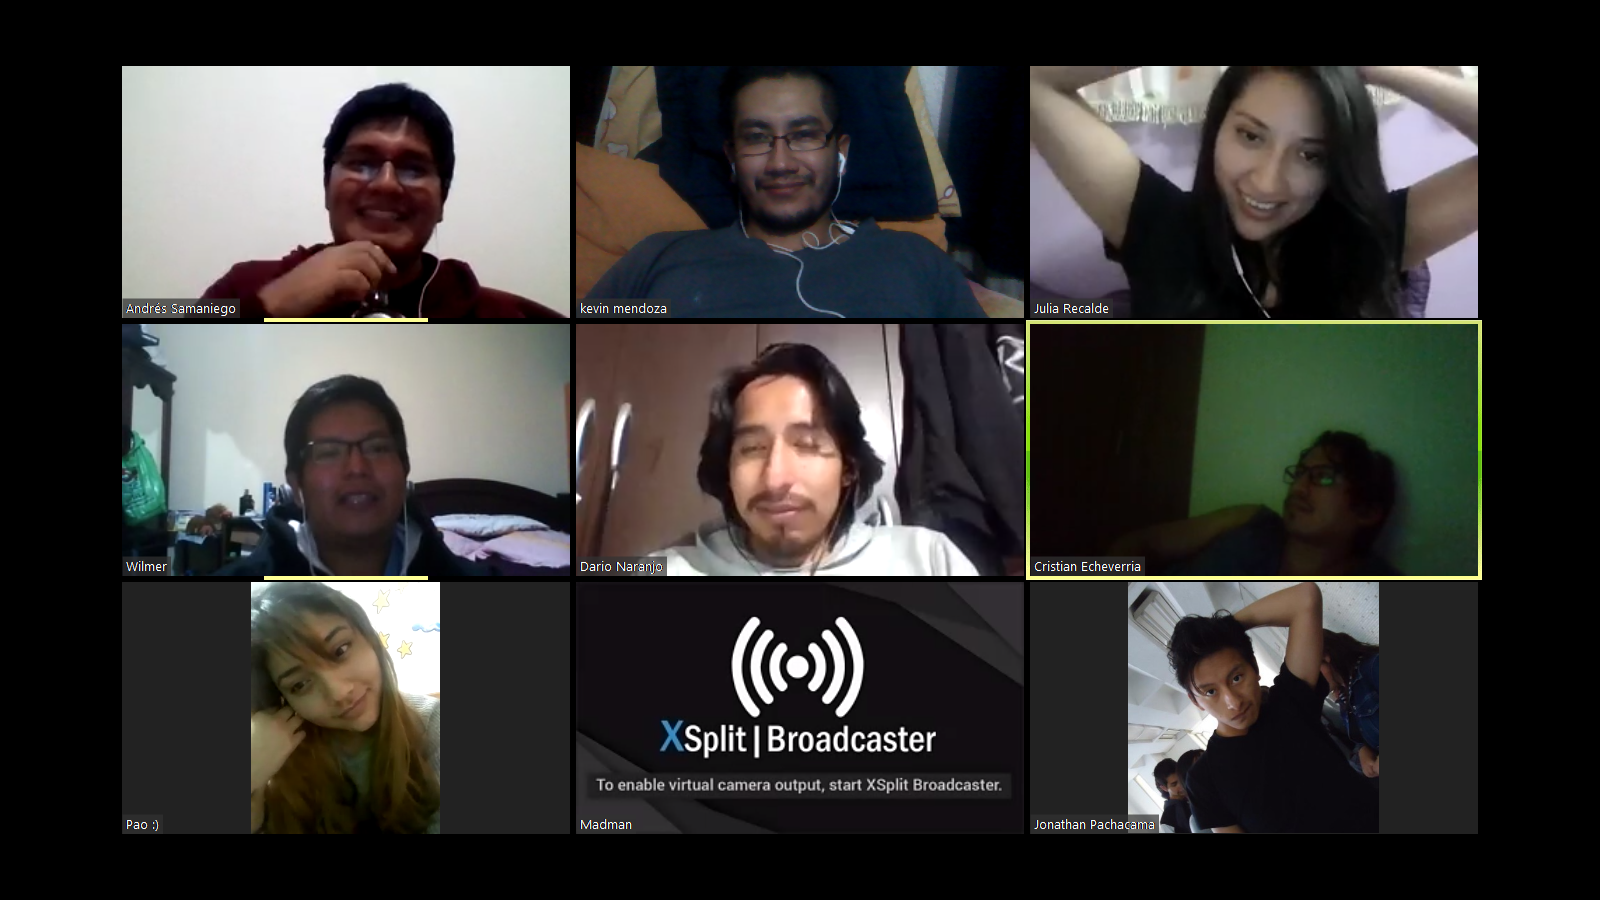 Andrés Samaniego
kevin mendoza
Julia Recalde
Wilmer
Dario Naranjo
Cristian Echeverria
Pao :)
XSplit | Broadcaster
To enable virtual camera output, start XSplit Broadcaster.
Madman
Jonathan Pachacama